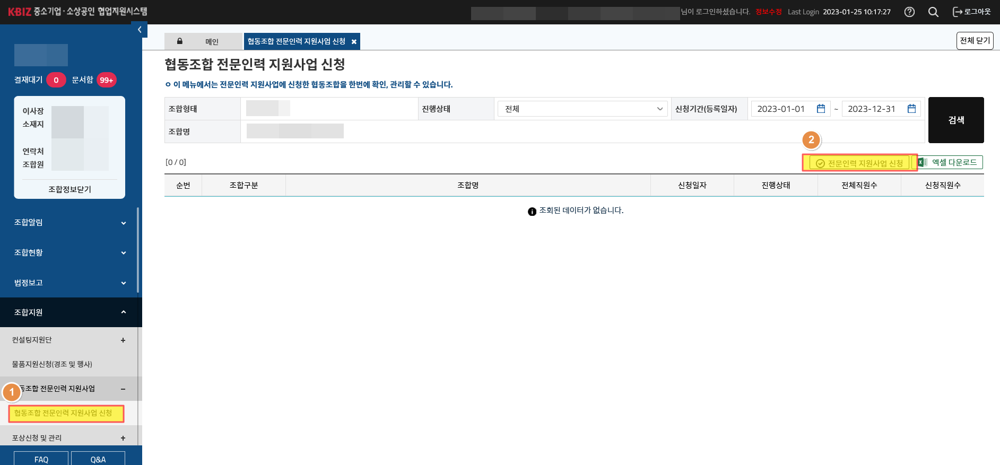 KBIZ 중소기업·소상공인 협업지원시스템
님이 로그인하셨습니다. 정보수정 Last Login 2023-01-25 10:17:27 로그아웃
메인
협동조합 전문인력 지원사업 신청
전체 닫기
결재대기 0 문서함 99+
이사장
소재지
연락처
조합원
조합정보닫기
조합알림
조합현황
법정보고
조합지원
컨설팅지원단
물품지원신청(경조 및 행사)
1 동조합 전문인력 지원사업
협동조합 전문인력 지원사업 신청
포상신청 및 관리
FAQ Q&A
협동조합 전문인력 지원사업 신청
이 메뉴에서는 전문인력 지원사업에 신청한 협동조합을 한번에 확인, 관리할 수 있습니다.
조합형태 진행상태 전체 신청기간(등록일자) 2023-01-01 ~ 2023-12-31
조합명
검색
2
[0 / 0] 전문인력 지원사업 신청 엑셀 다운로드
순번 조합구분 조합명 신청일자 진행상태 전체직원수 신청직원수
조회된 데이터가 없습니다.